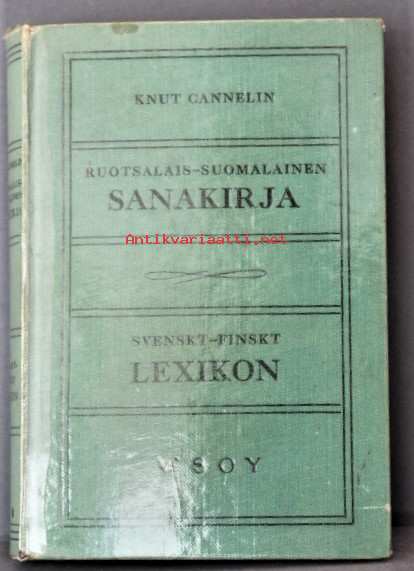 KNUT CANNELIN
RUOTSALAIS-SUOMALAINEN
SANAKIRJA
Antikvariaatti.net
SVENSKT-FINSKT
LEXIKON
WSOY